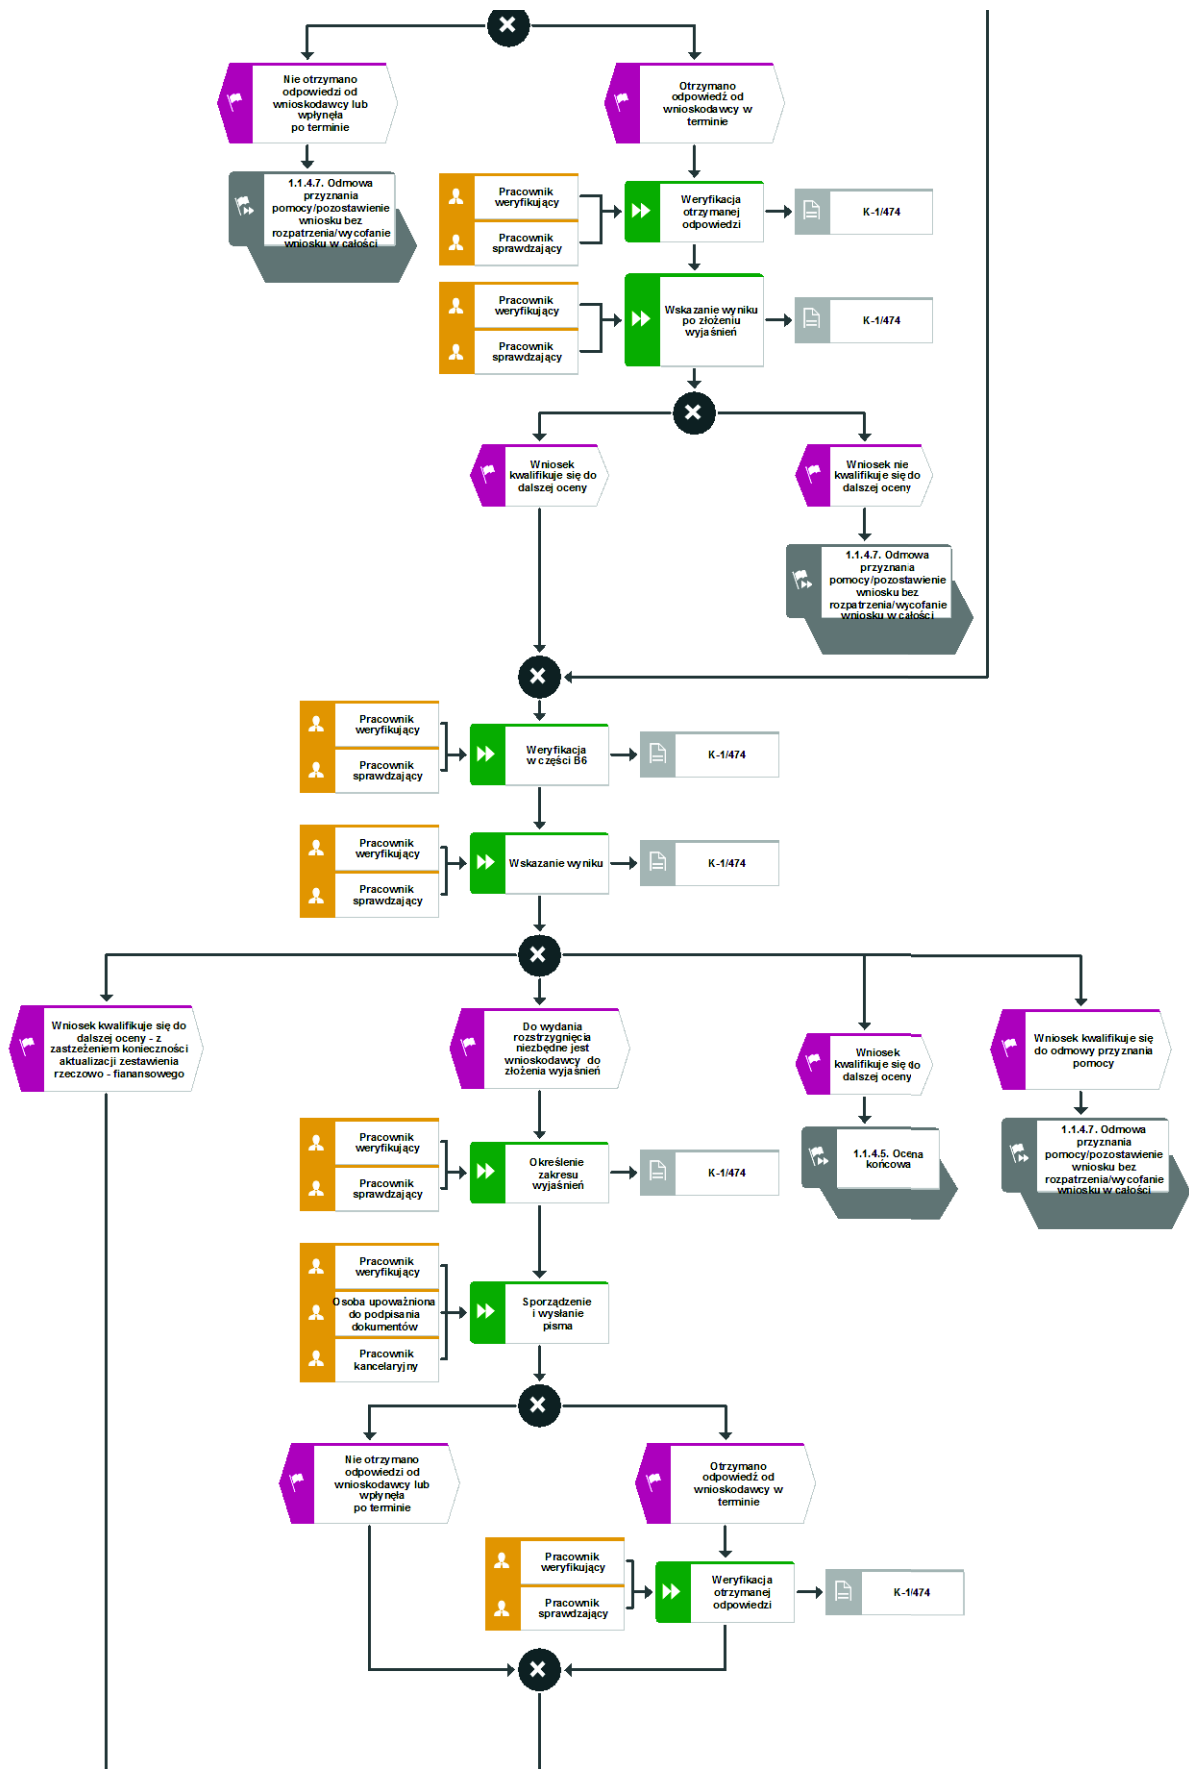 Nie otrzymano
odpowiedzi od
wnioskodawcy lub
wpłynęła
po terminie
Otrzymano
odpowiedź od
wnioskodawcy w
terminie
1.1.4.7. Odmowa
przyznania
pomocy/pozostawienie
wniosku bez
rozpatrzenia/wycofanie
wniosku w całości
Pracownik
weryfikujący
Pracownik
sprawdzający
Weryfikacja
otrzymanej
odpowiedzi
K-1/474
Pracownik
weryfikujący
Pracownik
sprawdzający
Wskazanie wyniku
po złożeniu
wyjaśnień
K-1/474
Wniosek
kwalifikuje się do
dalszej oceny
Wniosek nie
kwalifikuje się do
dalszej oceny
1.1.4.7. Odmowa
przyznania
pomocy/pozostawienie
wniosku bez
rozpatrzenia/wycofanie
wniosku w całości
Pracownik
weryfikujący
Pracownik
sprawdzający
Weryfikacja
w części B6
K-1/474
Pracownik
weryfikujący
Pracownik
sprawdzający
Wskazanie wyniku
K-1/474
Wniosek kwalifikuje się do
dalszej oceny - z
zastzeżeniem konieczności
aktualizacji zestawienia
rzeczowo - fianansowego
Do wydania
rozstrzygnięcia
niezbędne jest
wnioskodawcy do
złożenia wyjaśnień
Wniosek
kwalifikuje się do
dalszej oceny
Wniosek kwalifikuje się
do odmowy przyznania
pomocy
Pracownik
weryfikujący
Pracownik
sprawdzający
Określenie
zakresu
wyjaśnień
K-1/474
1.1.4.5. Ocena
końcowa
1.1.4.7. Odmowa
przyznania
pomocy/pozostawienie
wniosku bez
rozpatrzenia/wycofanie
wniosku w całości
Pracownik
weryfikujący
Osoba upoważniona
do podpisania
dokumentów
Pracownik
kancelaryjny
Sporządzenie
i wysłanie
pisma
Nie otrzymano
odpowiedzi od
wnioskodawcy lub
wpłynęła
po terminie
Otrzymano
odpowiedź od
wnioskodawcy w
terminie
Pracownik
weryfikujący
Pracownik
sprawdzający
Weryfikacja
otrzymanej
odpowiedzi
K-1/474